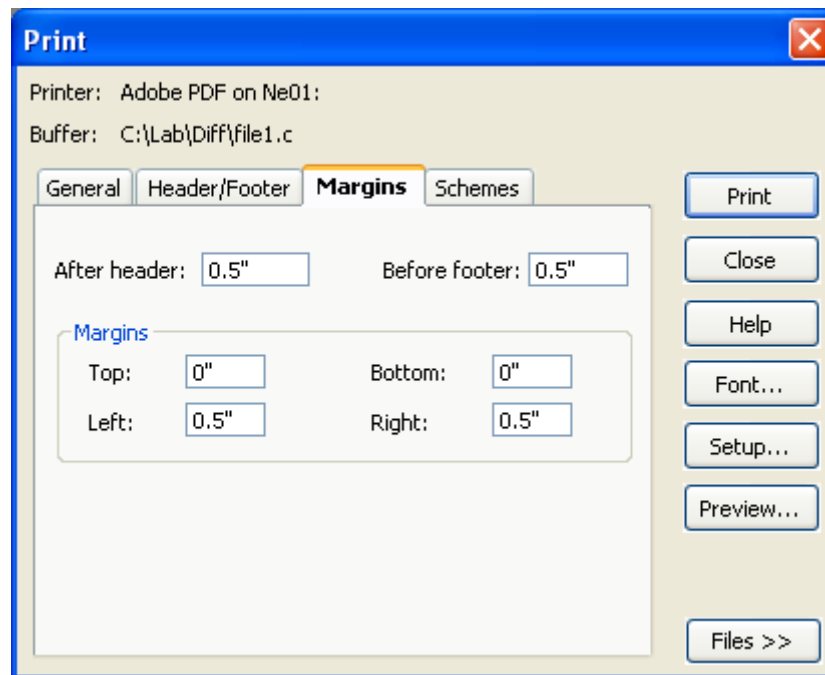 Print
Printer: Adobe PDF on Ne01:
Buffer: C:\Lab\Diff\file1.c
General Header/Footer Margins Schemes
Print
After header: 0.5" Before footer: 0.5"
Close
Margins
Help
Top: 0" Bottom: 0"
Font...
Left: 0.5" Right: 0.5"
Setup...
Preview...
Files >>